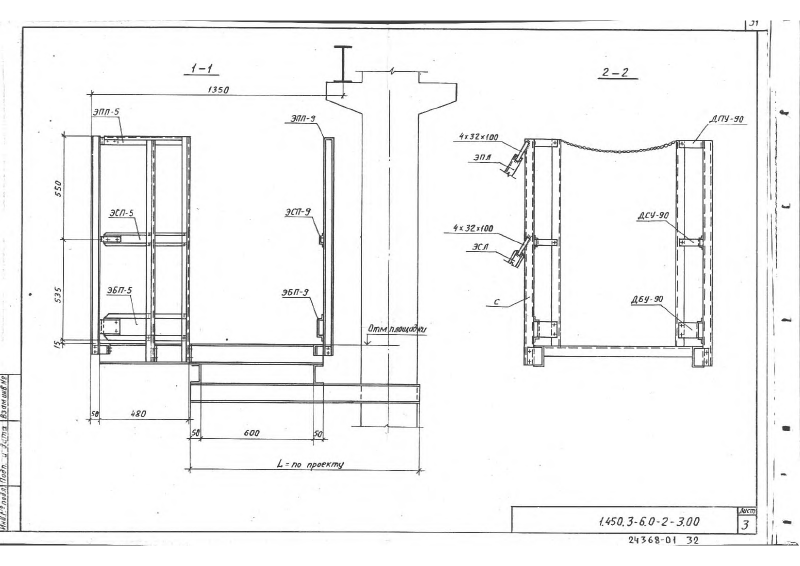 31
1-1
2-2
1350
ЭПП-5
ЭПП-9
ДПУ-90
4×32×100
ЭПЛ
550
ЭСП-5
ЭСП-9
ДСУ-90
4×32×100
ЭСЛ
535
ЭБП-5
ЭБП-9
С
ДБУ-90
Отм.площадки
15
50
480
50
600
50
L=по проекту
Инв.№ подл.
Подп. и дата
Взам.инв.№
1.450.3-6.0-2-3.00
Лист
3
24368-01 32